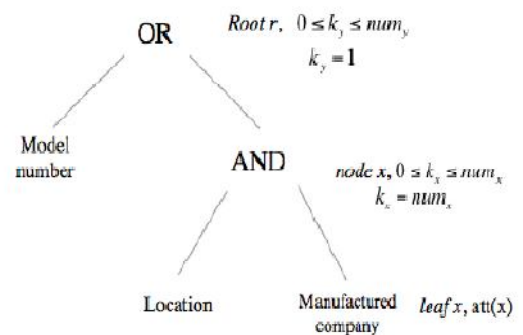 OR
Root r, 0 ≤ k_y ≤ num_y
k_y = 1
Model
number
AND
node x, 0 ≤ k_x ≤ num_x
k_x = num_x
Location
Manufactured
company
leaf x, att(x)